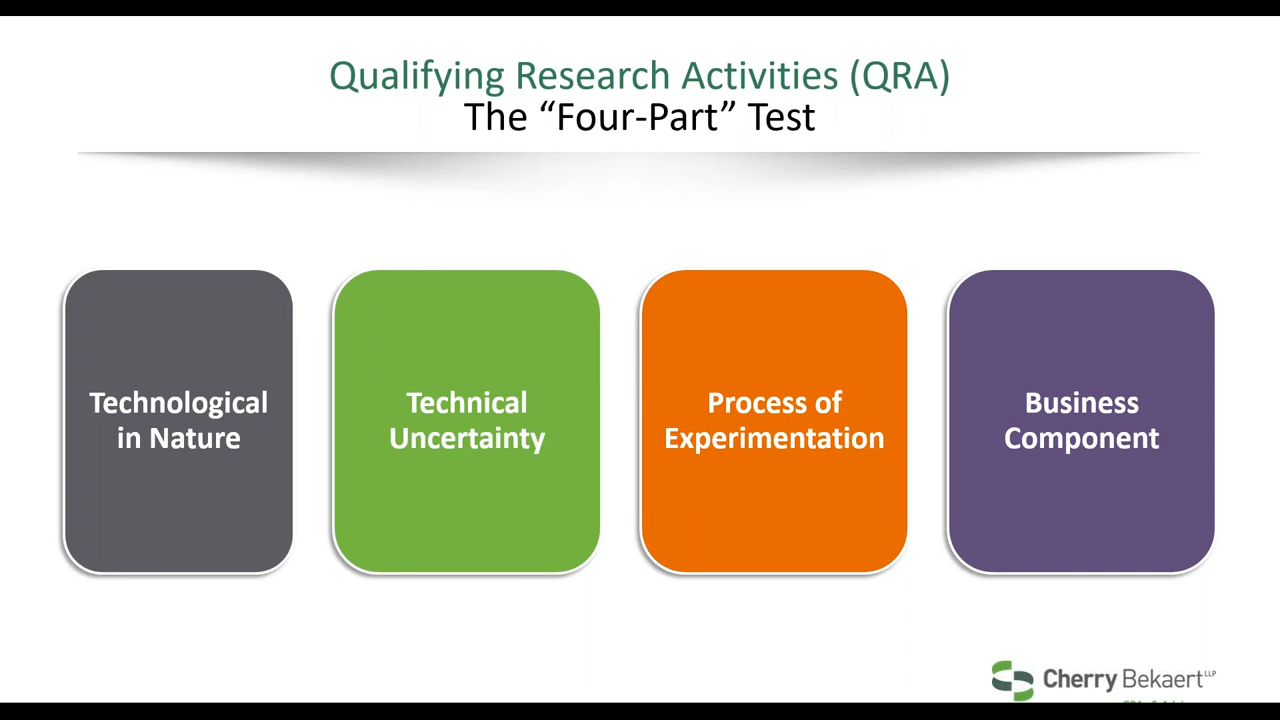 Qualifying Research Activities (QRA)
The “Four-Part” Test
Technological
in Nature
Technical
Uncertainty
Process of
Experimentation
Business
Component
Cherry Bekaert LLP